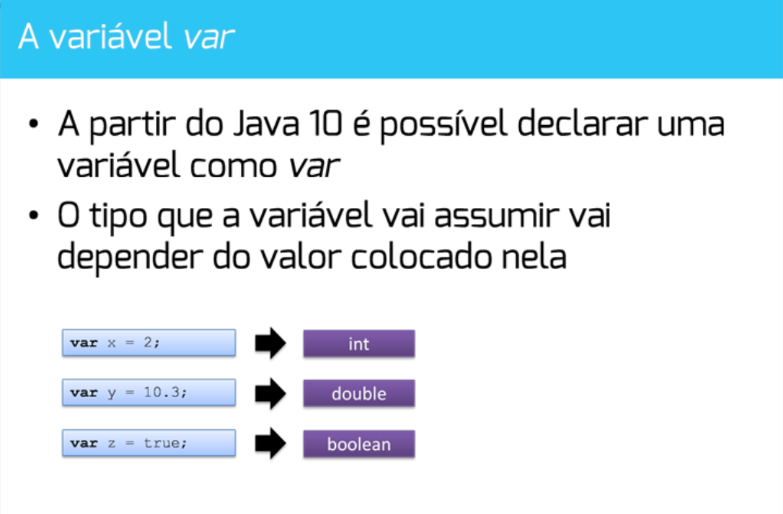 A variável var
• A partir do Java 10 é possível declarar uma
variável como var
• O tipo que a variável vai assumir vai
depender do valor colocado nela
var x = 2; int
var y = 10.3; double
var z = true; boolean